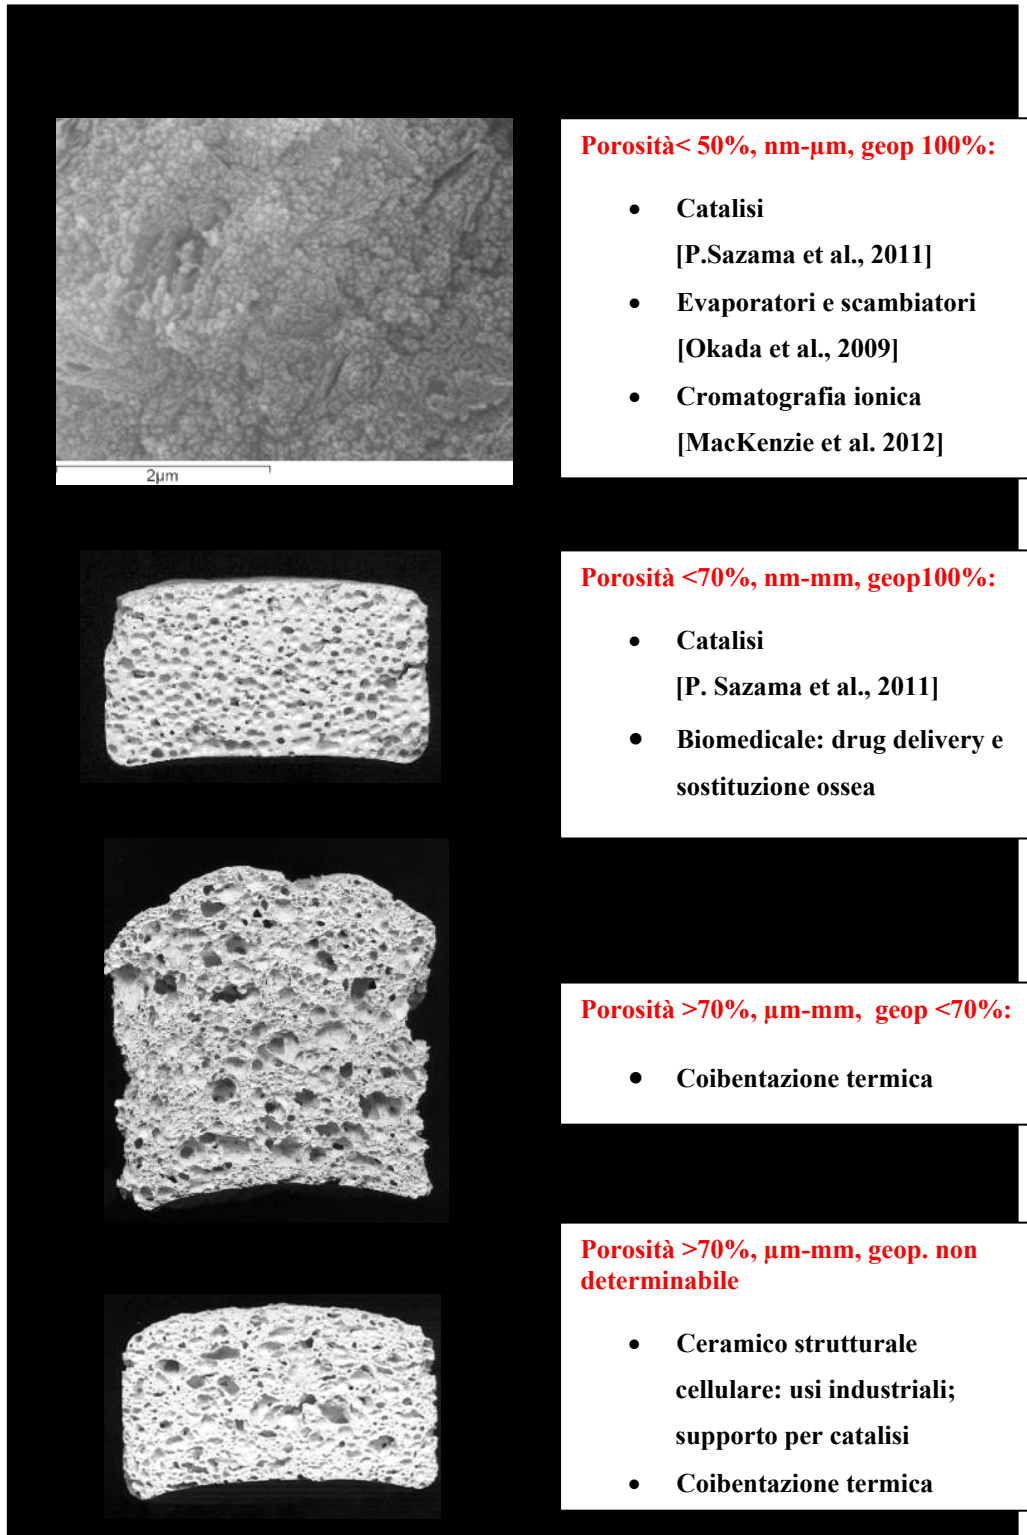 Porosità< 50%, nm-µm, geop 100%:
• Catalisi
[P.Sazama et al., 2011]
• Evaporatori e scambiatori
[Okada et al., 2009]
• Cromatografia ionica
[MacKenzie et al. 2012]
2µm
Porosità <70%, nm-mm, geop100%:
• Catalisi
[P. Sazama et al., 2011]
• Biomedicale: drug delivery e
sostituzione ossea
Porosità >70%, µm-mm, geop <70%:
• Coibentazione termica
Porosità >70%, µm-mm, geop. non
determinabile
• Ceramico strutturale
cellulare: usi industriali;
supporto per catalisi
• Coibentazione termica